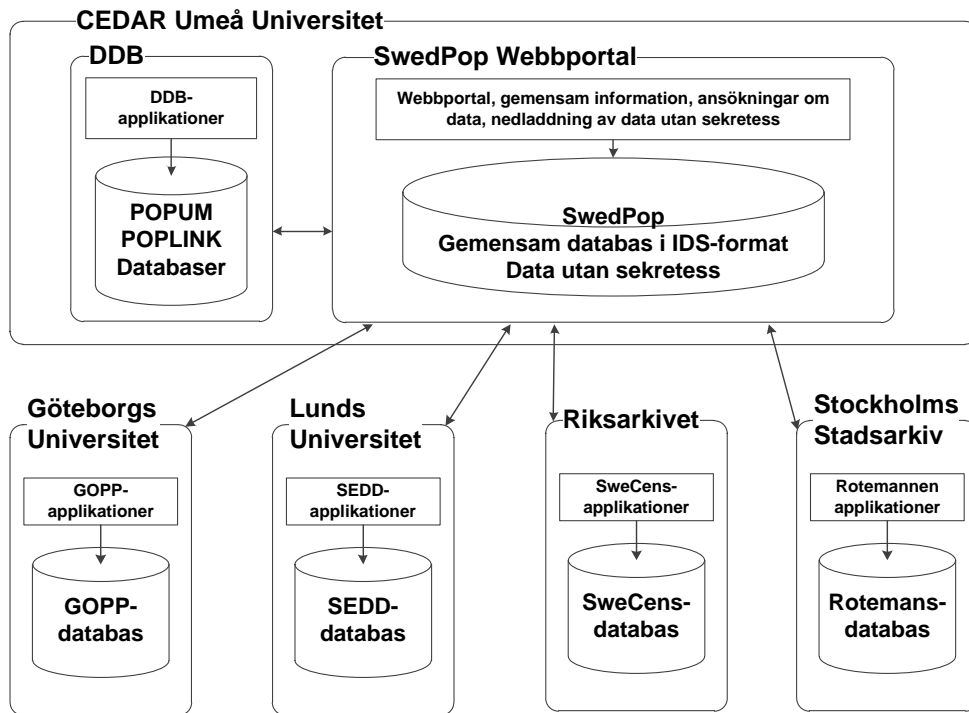 CEDAR Umeå Universitet
DDB
DDB-
applikationer
POPUM
POPLINK
Databaser
SwedPop Webbportal
Webbportal, gemensam information, ansökningar om
data, nedladdning av data utan sekretess
SwedPop
Gemensam databas i IDS-format
Data utan sekretess
Göteborgs
Universitet
GOPP-
applikationer
GOPP-
databas
Lunds
Universitet
SEDD-
applikationer
SEDD-
databas
Riksarkivet
SweCens-
applikationer
SweCens-
databas
Stockholms
Stadsarkiv
Rotemannen
applikationer
Rotemans-
databas